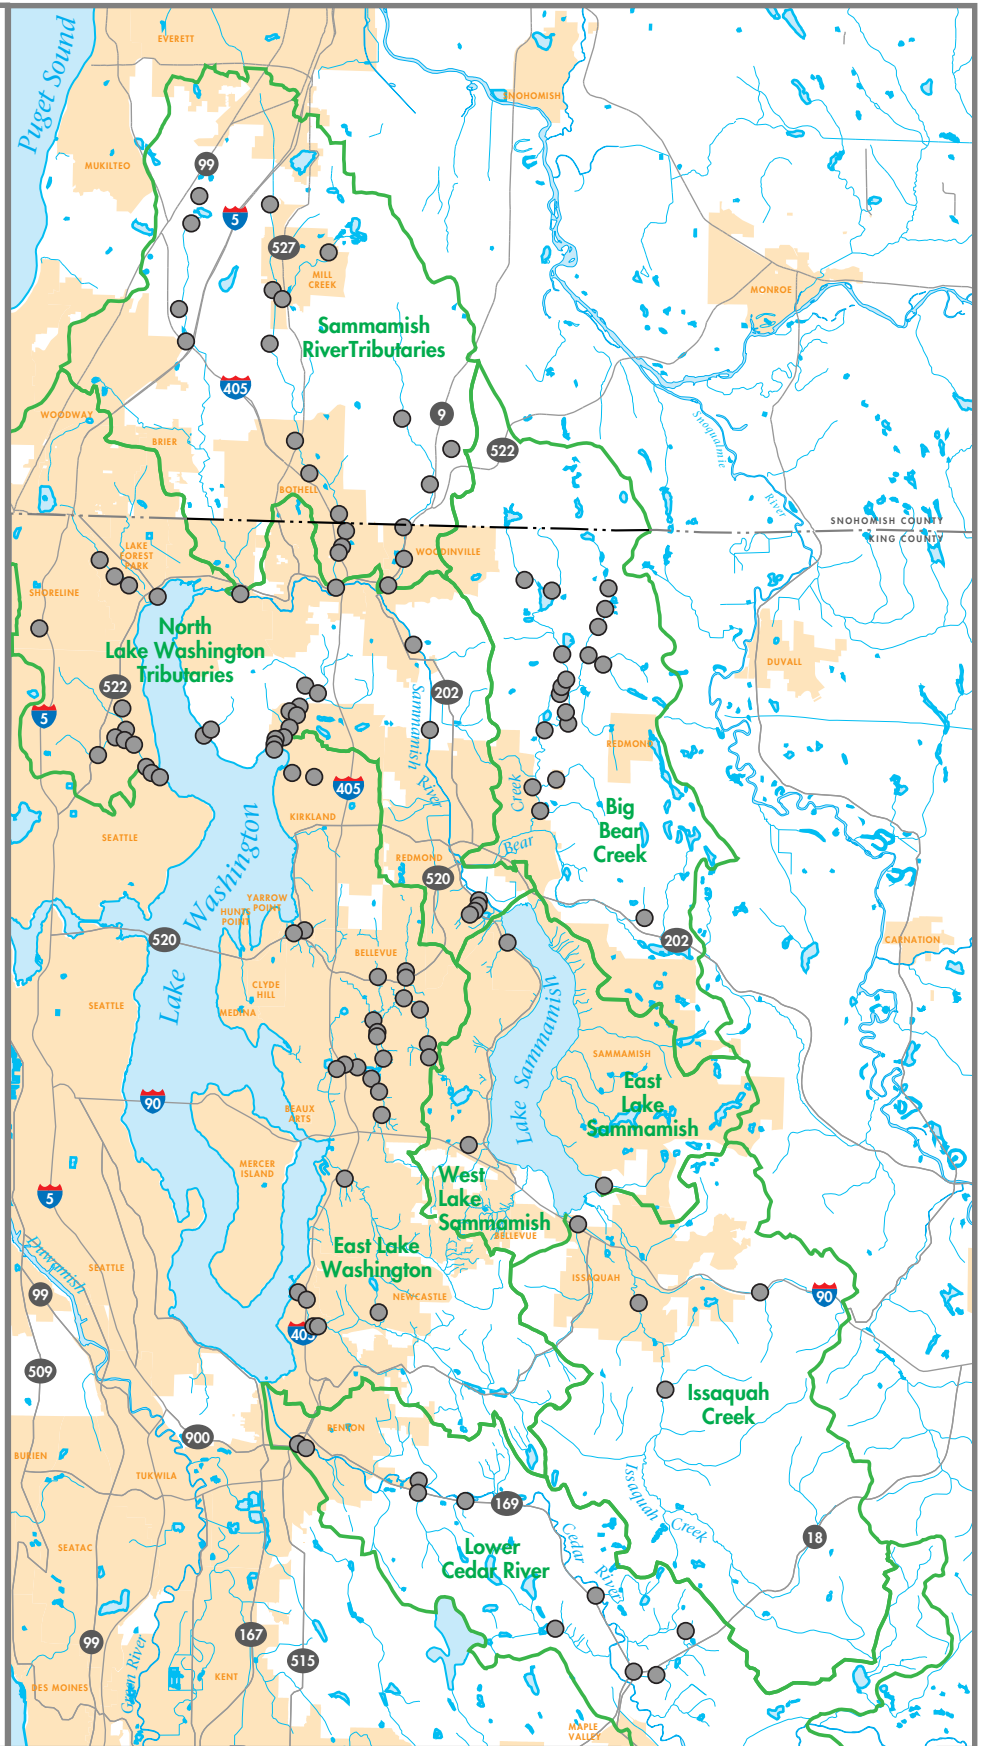 EVERETT
Puget Sound
SNOHOMISH
MUKILTEO
99
5
527
MILL
CREEK
MONROE
Sammamish
RiverTributaries
405
9
WOODWAY
522
BRIER
Snoqualmie
River
BOTHELL
SNOHOMISH COUNTY
KING COUNTY
LAKE
FOREST
PARK
WOODINVILLE
SHORELINE
North
Lake Washington
Tributaries
DUVALL
522
202
5
Sammamish
River
REDMOND
405
Creek
Bear
KIRKLAND
Big
Bear
Creek
SEATTLE
Lake Washington
REDMOND
520
YARROW
POINT
HUNTS
POINT
520
202
CARNATION
BELLEVUE
CLYDE
HILL
SEATTLE
MEDINA
Lake Sammamish
SAMMAMISH
East
Lake
Sammamish
90
BEAUX
ARTS
MERCER
ISLAND
West
Lake
Sammamish
5
BELLEVUE
Duwamish
East Lake
Washington
SEATTLE
ISSAQUAH
99
NEWCASTLE
90
405
509
Issaquah
Creek
RENTON
900
BURIEN
TUKWILA
Issaquah
Creek
169
Cedar
River
18
SEATAC
Lower
Cedar River
99
167
515
Green River
KENT
DES MOINES
MAPLE
VALLEY